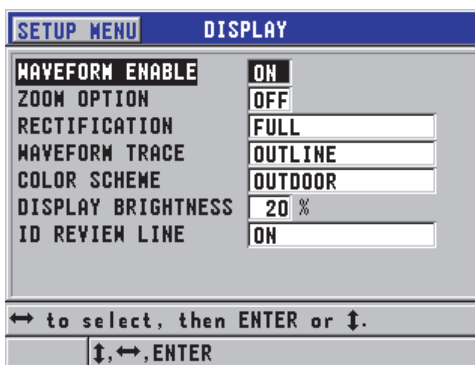 SETUP MENU DISPLAY
WAVEFORM ENABLE ON
ZOOM OPTION OFF
RECTIFICATION FULL
WAVEFORM TRACE OUTLINE
COLOR SCHEME OUTDOOR
DISPLAY BRIGHTNESS 20 %
ID REVIEW LINE ON
↔ to select, then ENTER or ↕.
↕,↔,ENTER